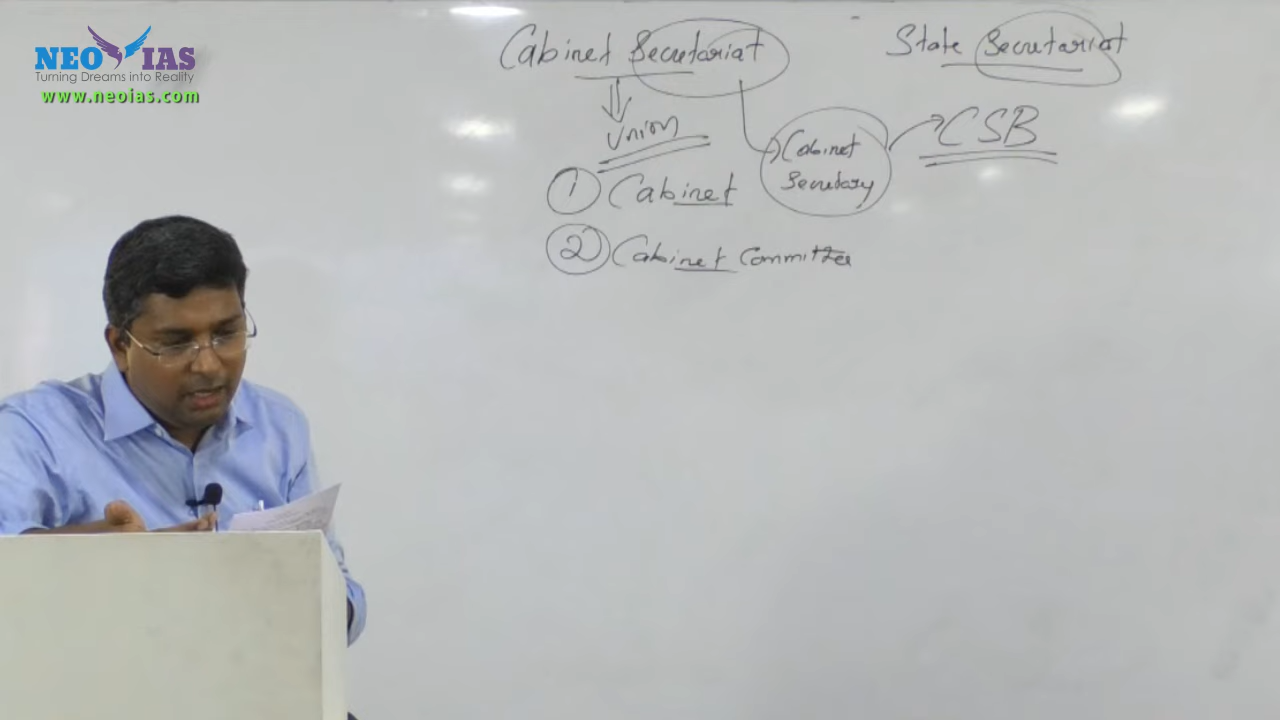 NEO IAS
Turning Dreams into Reality
www.neoias.com
Cabinet Secretariat
State Secretariat
Union
Cabinet
Secretary
CSB
1 Cabinet
2 Cabinet Committee